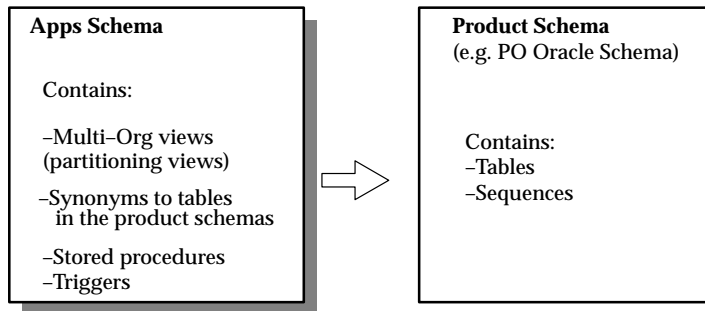 Apps Schema
Contains:
–Multi–Org views
(partitioning views)
–Synonyms to tables
in the product schemas
–Stored procedures
–Triggers
Product Schema
(e.g. PO Oracle Schema)
Contains:
–Tables
–Sequences